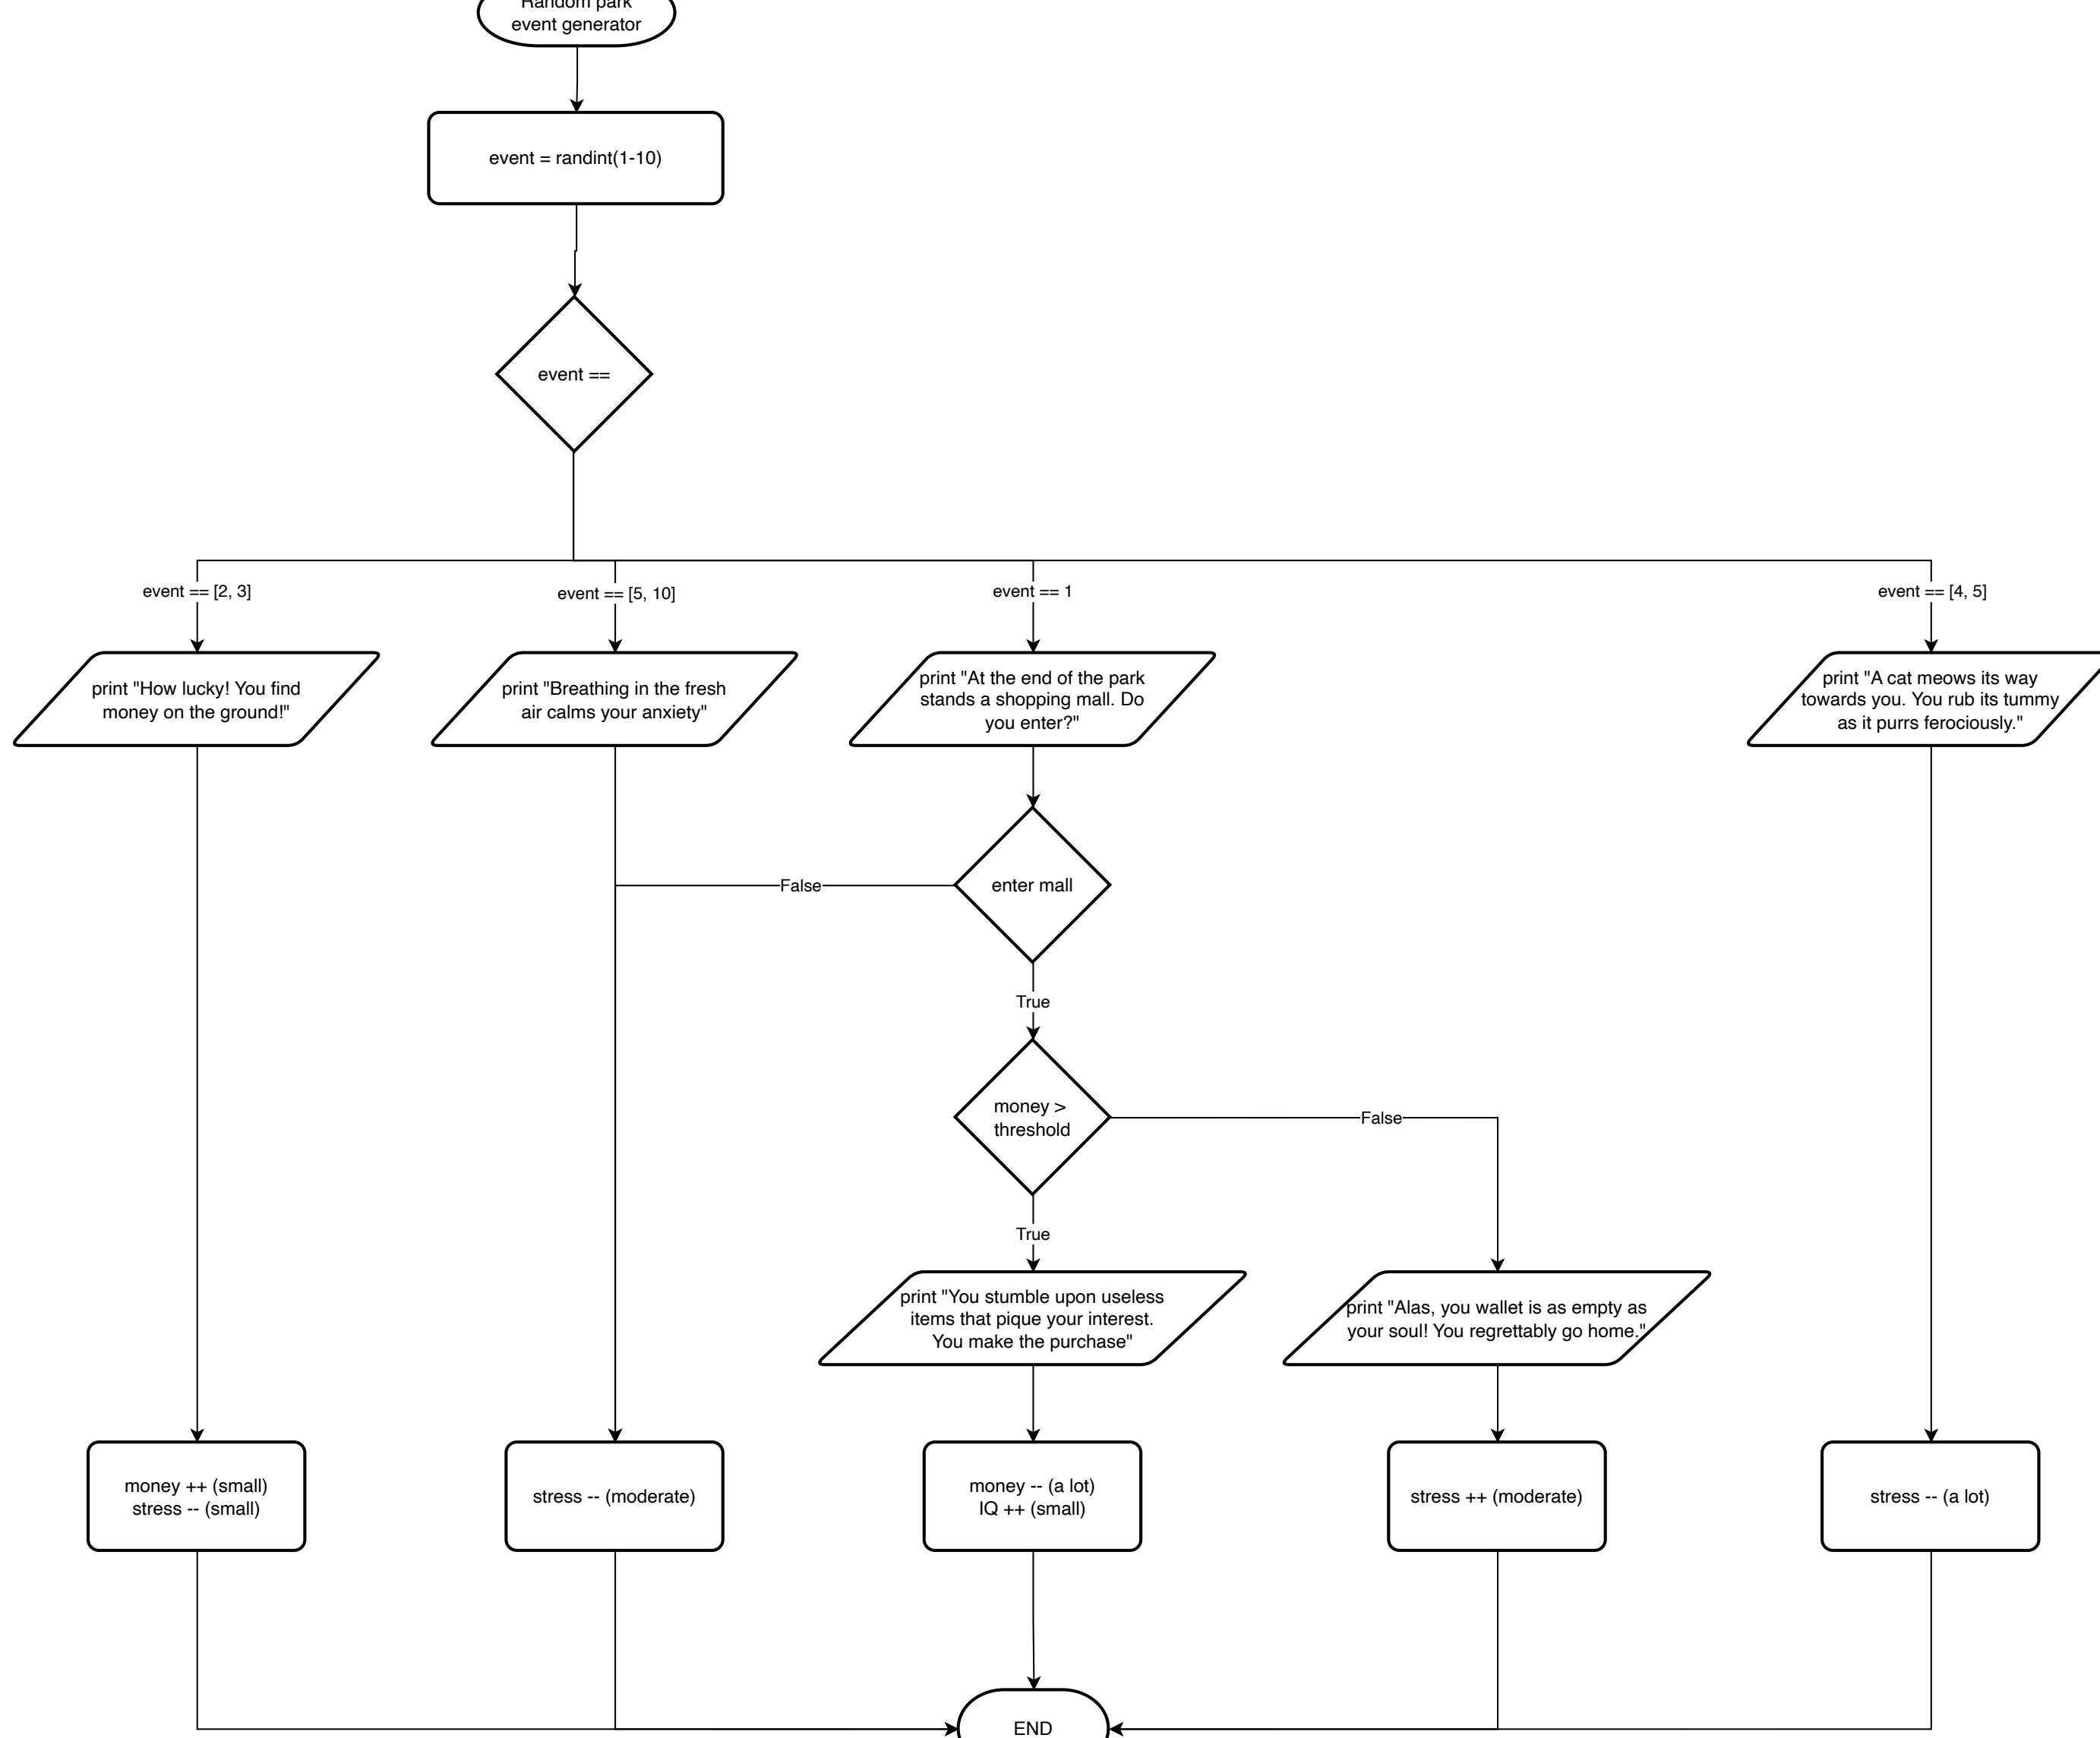 Random park
event generator
event = randint(1-10)
event ==
event == [2, 3]
event == [5, 10]
event == 1
event == [4, 5]
print "How lucky! You find
money on the ground!"
print "Breathing in the fresh
air calms your anxiety"
print "At the end of the park
stands a shopping mall. Do
you enter?"
print "A cat meows its way
towards you. You rub its tummy
as it purrs ferociously."
False
enter mall
True
money >
threshold
False
True
print "You stumble upon useless
items that pique your interest.
You make the purchase"
print "Alas, you wallet is as empty as
your soul! You regrettably go home."
money ++ (small)
stress -- (small)
stress -- (moderate)
money -- (a lot)
IQ ++ (small)
stress ++ (moderate)
stress -- (a lot)
END